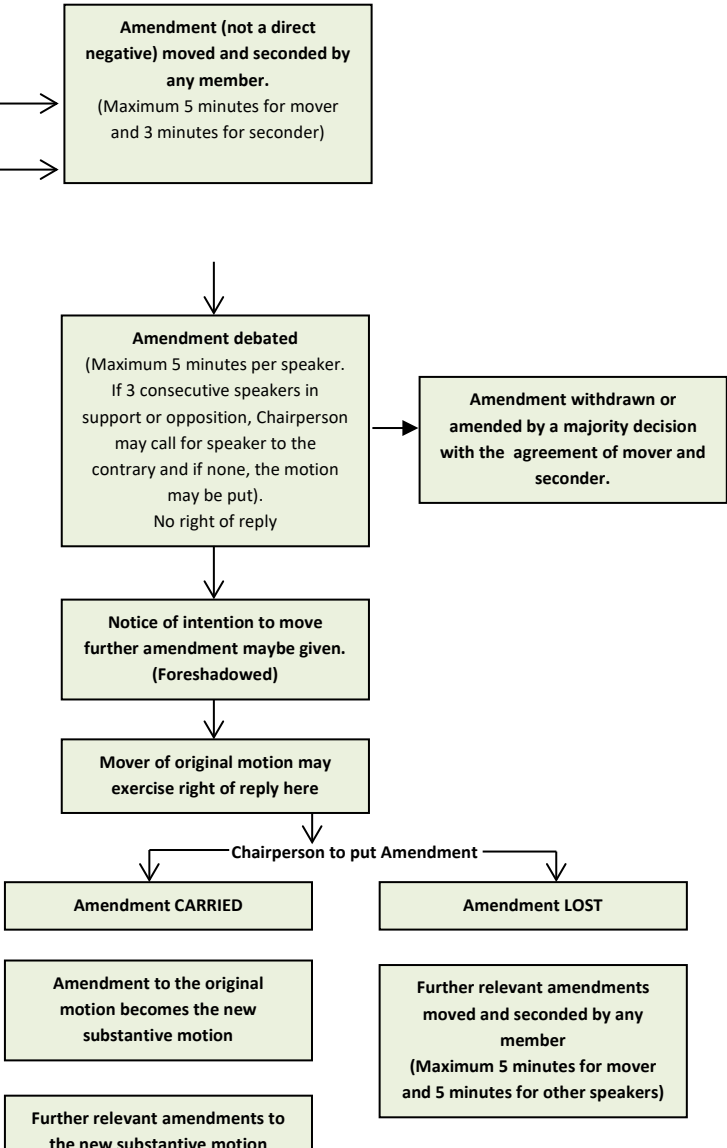 Amendment (not a direct
negative) moved and seconded by
any member.
(Maximum 5 minutes for mover
and 3 minutes for seconder)
Amendment debated
(Maximum 5 minutes per speaker.
If 3 consecutive speakers in
support or opposition, Chairperson
may call for speaker to the
contrary and if none, the motion
may be put).
No right of reply
Amendment withdrawn or
amended by a majority decision
with the agreement of mover and
seconder.
Notice of intention to move
further amendment maybe given.
(Foreshadowed)
Mover of original motion may
exercise right of reply here
Chairperson to put Amendment
Amendment CARRIED
Amendment LOST
Amendment to the original
motion becomes the new
substantive motion
Further relevant amendments
moved and seconded by any
member
(Maximum 5 minutes for mover
and 5 minutes for other speakers)
Further relevant amendments to
the new substantive motion